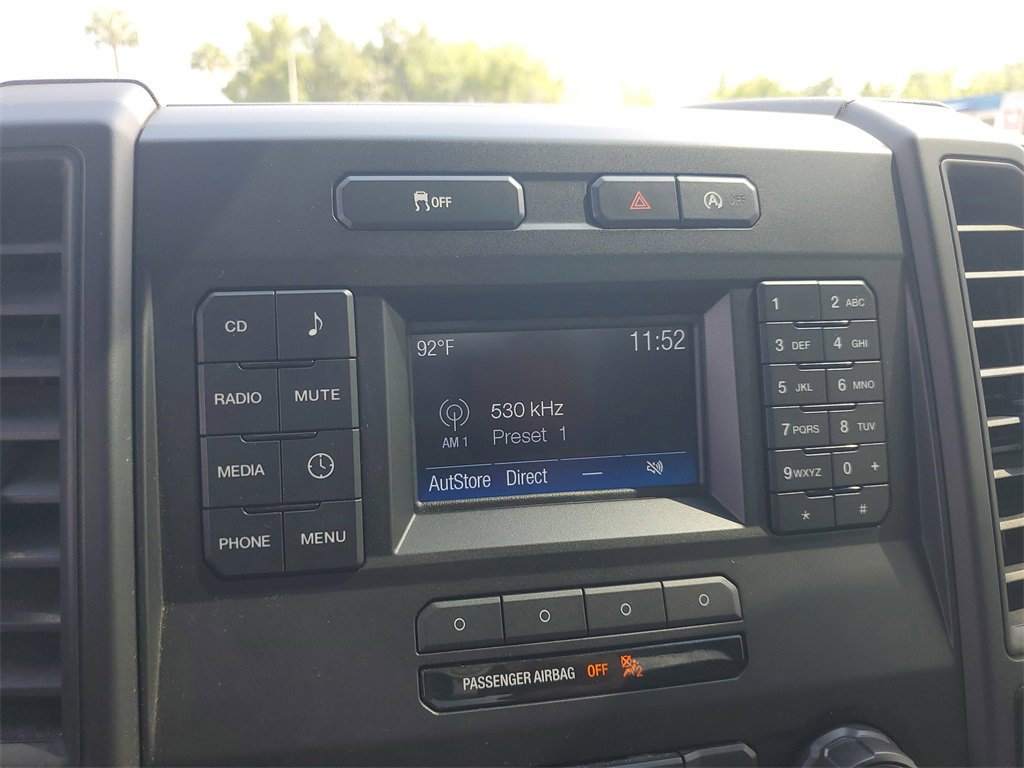 OFF
A OFF
CD
RADIO MUTE
MEDIA
PHONE MENU
92°F 11:52
530 kHz
AM 1 Preset 1
AutStore Direct —
1 2 ABC
3 DEF 4 GHI
5 JKL 6 MNO
7 PQRS 8 TUV
9 WXYZ 0 +
* #
PASSENGER AIRBAG OFF 2